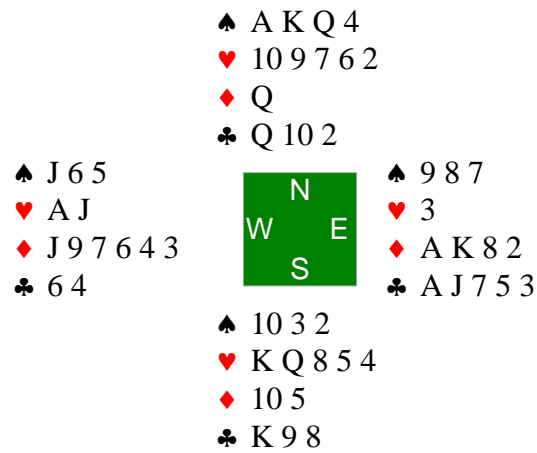 ♠ A K Q 4
♥ 10 9 7 6 2
♦ Q
♣ Q 10 2
♠ J 6 5
♥ A J
♦ J 9 7 6 4 3
♣ 6 4
N
W E
S
♠ 9 8 7
♥ 3
♦ A K 8 2
♣ A J 7 5 3
♠ 10 3 2
♥ K Q 8 5 4
♦ 10 5
♣ K 9 8